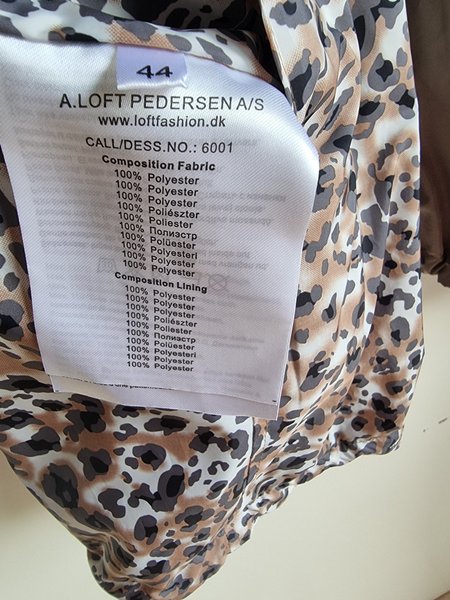 44
A.LOFT PEDERSEN A/S
www.loftfashion.dk
CALL/DESS.NO.: 6001
Composition Fabric
100% Polyester
100% Polyester
100% Polyester
100% Poliészter
100% Poliester
100% Полиэстр
100% Polüester
100% Polyesteri
100% Polyester
100% Polyester
Composition Lining
100% Polyester
100% Polyester
100% Polyester
100% Poliészter
100% Poliester
100% Полиэстр
100% Polüester
100% Polyesteri
100% Polyester